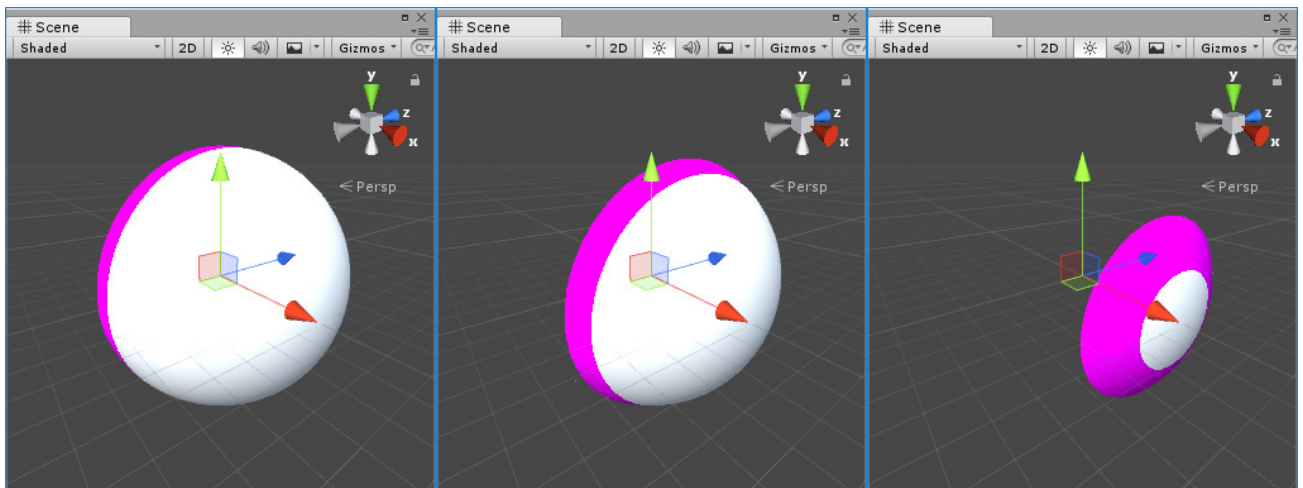 Scene
Shaded 2D Gizmos
y
z
x
Persp
Scene
Shaded 2D Gizmos
y
z
x
Persp
Scene
Shaded 2D Gizmos
y
z
x
Persp